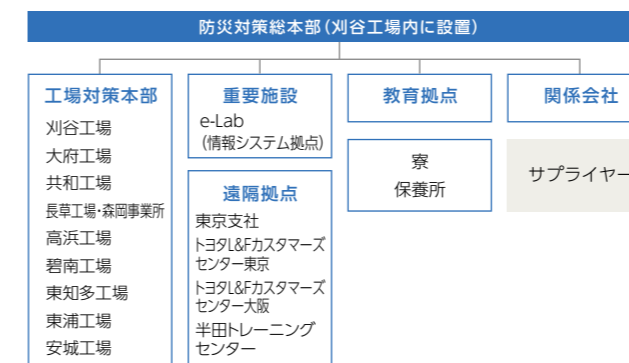 防災対策総本部(刈谷工場内に設置)
工場対策本部
刈谷工場
大府工場
共和工場
長草工場・森岡事業所
高浜工場
碧南工場
東知多工場
東浦工場
安城工場
重要施設
e-Lab
(情報システム拠点)
遠隔拠点
東京支社
トヨタL&Fカスタマーズ
センター東京
トヨタL&Fカスタマーズ
センター大阪
半田トレーニング
センター
教育拠点
寮
保養所
関係会社
サプライヤー